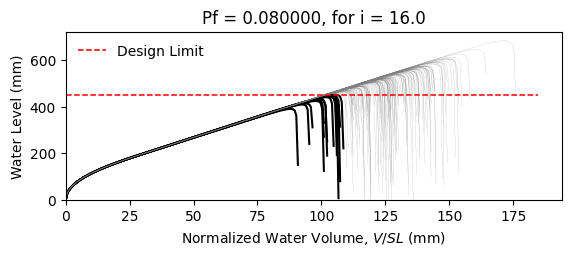 Pf = 0.080000, for i = 16.0
Design Limit
Water Level (mm)
600
400
200
0
0 25 50 75 100 125 150 175
Normalized Water Volume, V/SL (mm)